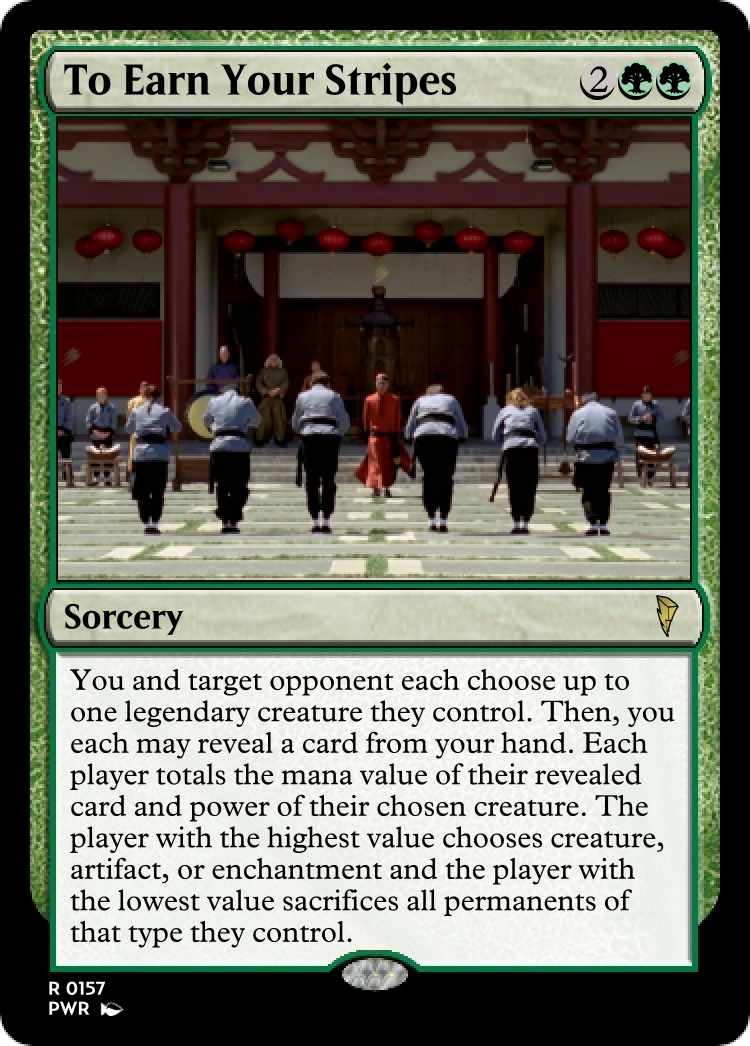 To Earn Your Stripes 2
Sorcery
You and target opponent each choose up to
one legendary creature they control. Then, you
each may reveal a card from your hand. Each
player totals the mana value of their revealed
card and power of their chosen creature. The
player with the highest value chooses creature,
artifact, or enchantment and the player with
the lowest value sacrifices all permanents of
that type they control.
R 0157
PWR